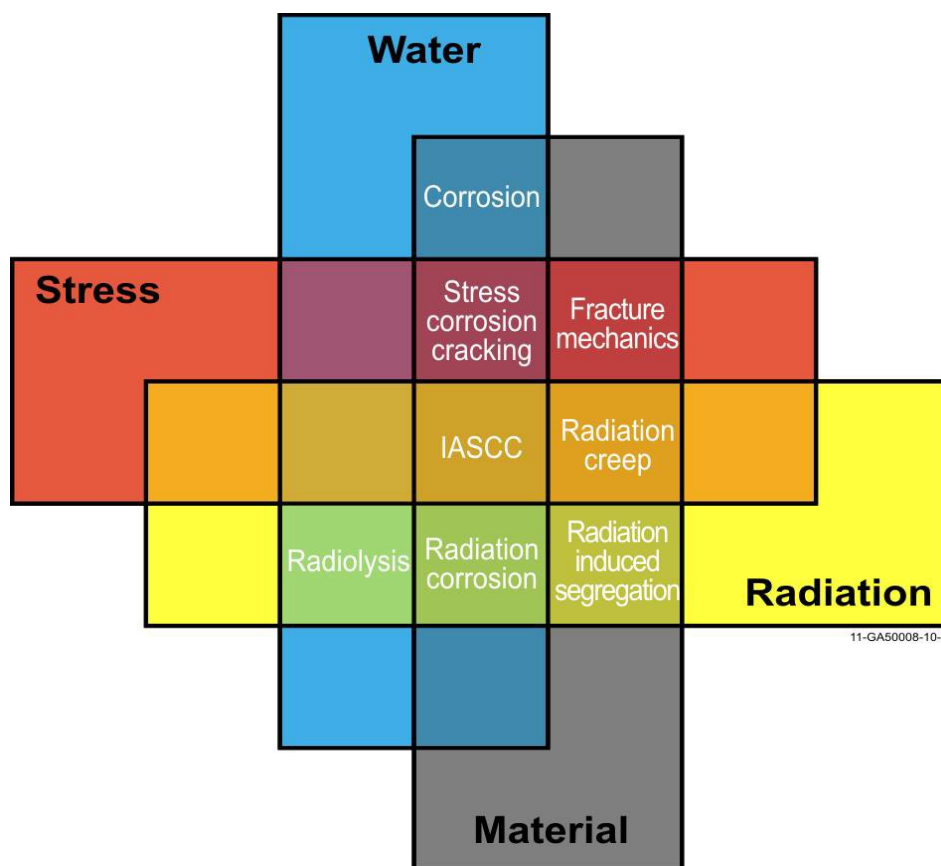 Water
Corrosion
Stress
Stress
corrosion
cracking
Fracture
mechanics
IASCC
Radiation
creep
Radiolysis
Radiation
corrosion
Radiation
induced
segregation
Radiation
11-GA50008-10-
Material